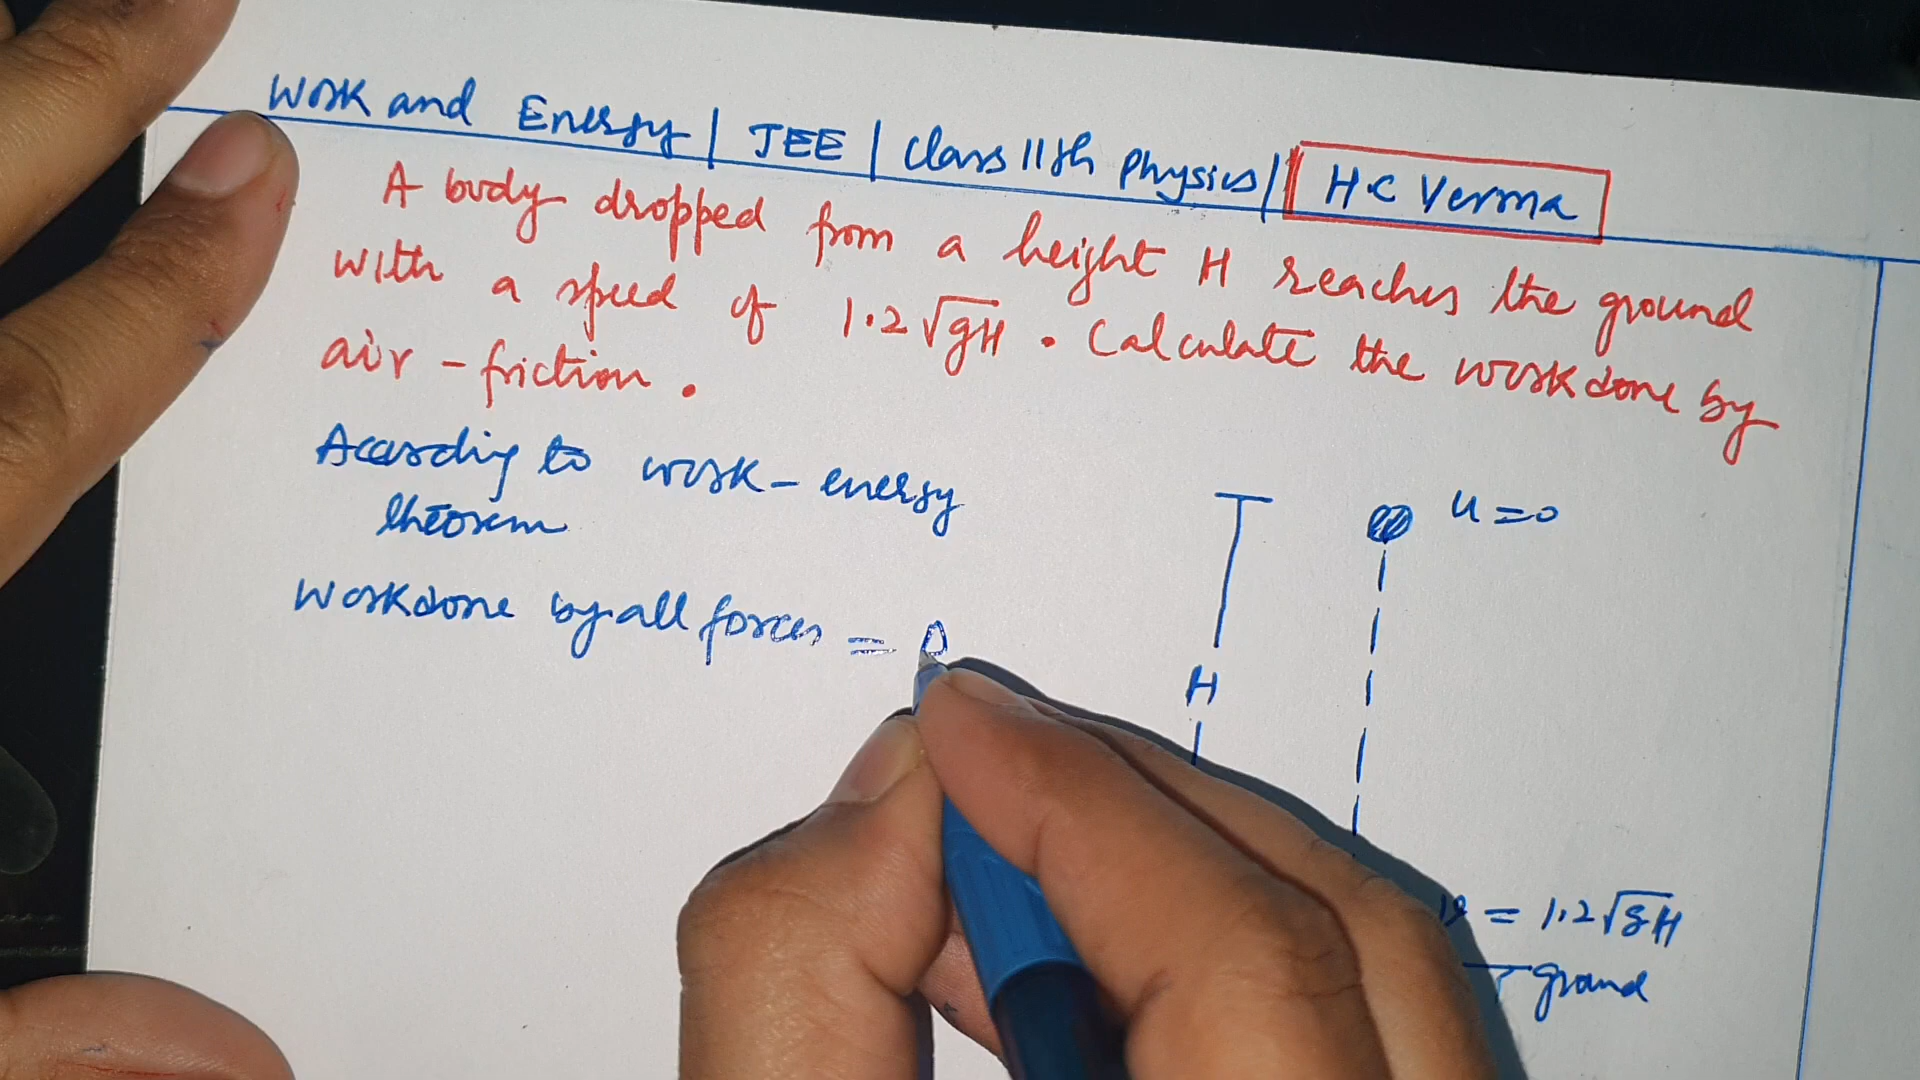 Work and Energy | JEE | Class 11th Physics | H.C Verma
A body dropped from a height H reaches the ground
with a speed of 1.2 √gH . Calculate the workdone by
air-friction .
According to work-energy
theorem
u = 0
Workdone by all forces = Δ
H
v = 1.2 √gH
ground